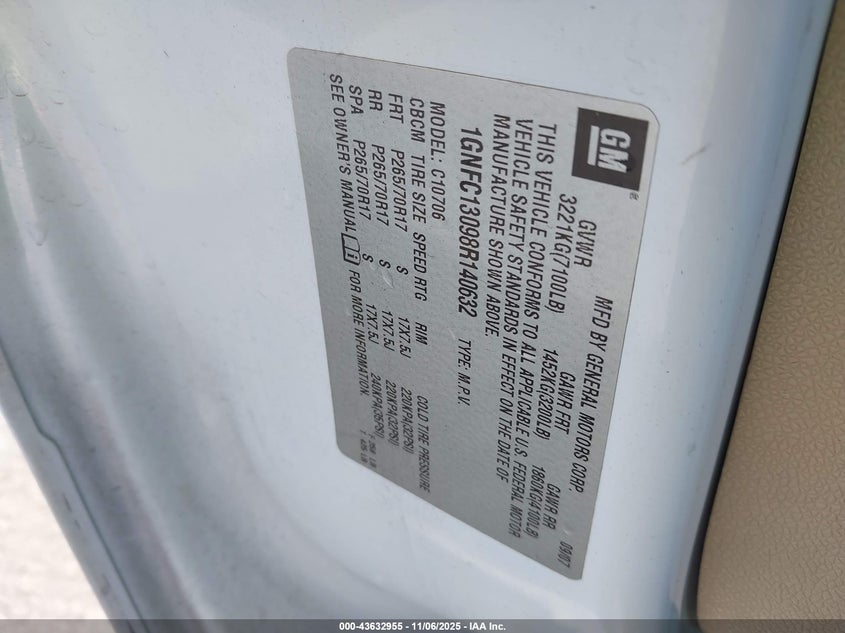 GM ®
MFD BY GENERAL MOTORS CORP. 09/07
GVWR GAWR FRT GAWR RR
3221KG(7100LB) 1452KG(3200LB) 1860KG(4100LB)
THIS VEHICLE CONFORMS TO ALL APPLICABLE U.S. FEDERAL MOTOR
VEHICLE SAFETY STANDARDS IN EFFECT ON THE DATE OF
MANUFACTURE SHOWN ABOVE.
1GNFC13098R140632 TYPE: M.P.V.
MODEL: C10706
CBCM TIRE SIZE SPEED RTG RIM COLD TIRE PRESSURE
FRT P265/70R17 S 17X7.5J 220KPA(32PSI)
RR P265/70R17 S 17X7.5J 220KPA(32PSI)
SPA P265/70R17 S 17X7.5J 240KPA(35PSI)
SEE OWNER'S MANUAL FOR MORE INFORMATION.
000-43632955 - 11/06/2025 - IAA Inc.